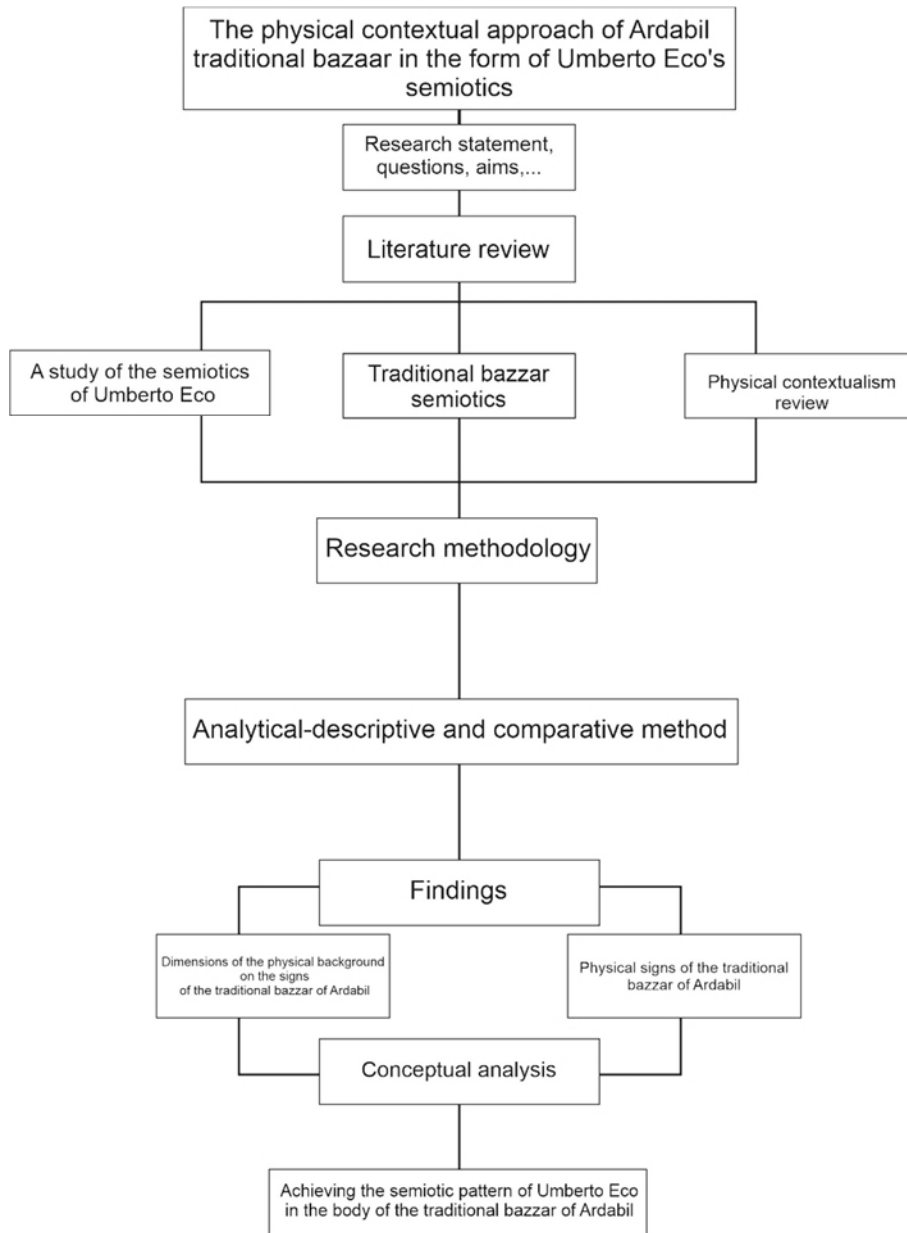 The physical contextual approach of Ardabil
traditional bazaar in the form of Umberto Eco's
semiotics
Research statement,
questions, aims,...
Literature review
A study of the semiotics
of Umberto Eco
Traditional bazzar
semiotics
Physical contextualism
review
Research methodology
Analytical-descriptive and comparative method
Findings
Dimensions of the physical background
on the signs
of the traditional bazzar of Ardabil
Physical signs of the traditional
bazzar of Ardabil
Conceptual analysis
Achieving the semiotic pattern of Umberto Eco
in the body of the traditional bazzar of Ardabil